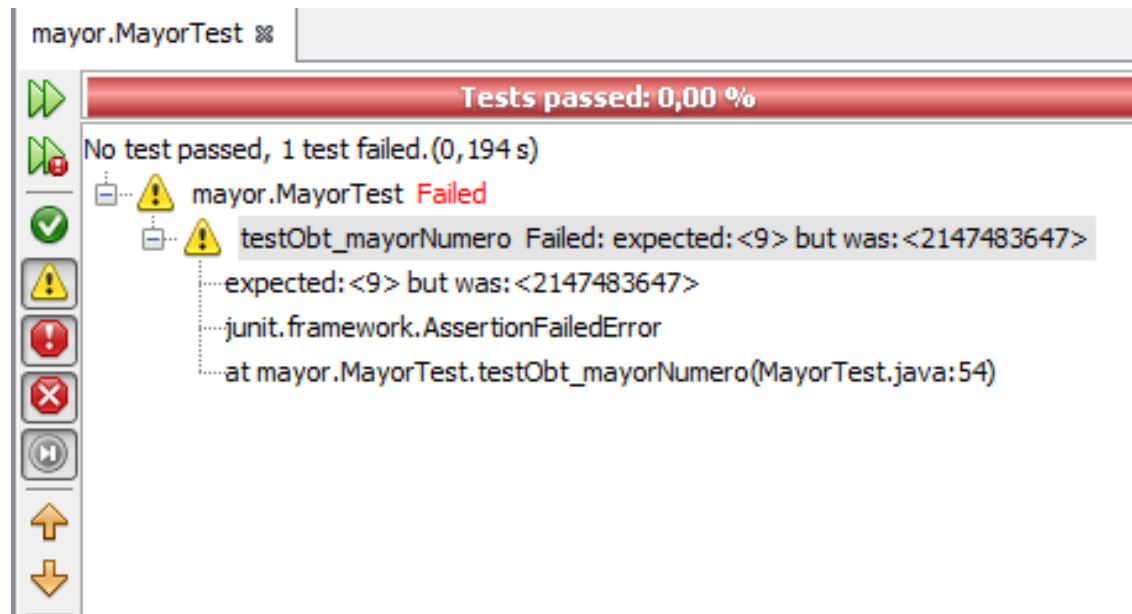 mayor.MayorTest
Tests passed: 0,00 %
No test passed, 1 test failed.(0,194 s)
mayor.MayorTest Failed
testObt_mayorNumero Failed: expected:<9> but was:<2147483647>
expected:<9> but was:<2147483647>
junit.framework.AssertionFailedError
at mayor.MayorTest.testObt_mayorNumero(MayorTest.java:54)